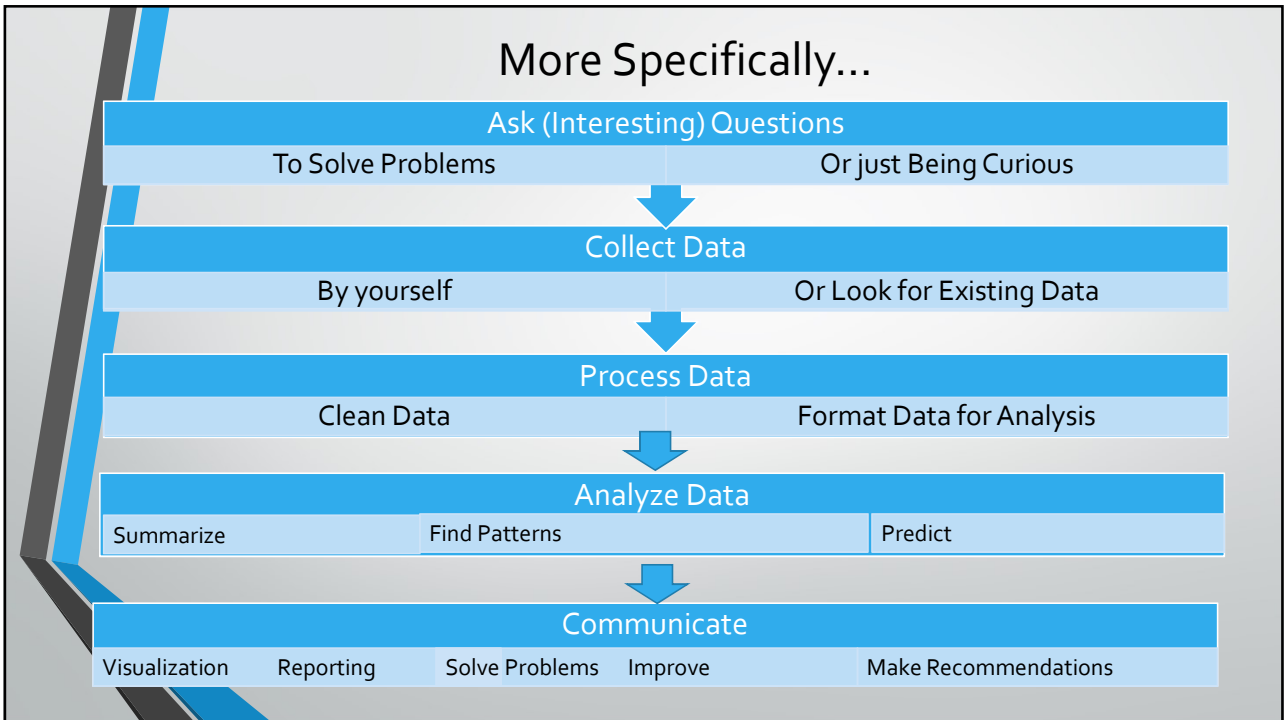 More Specifically...
Ask (Interesting) Questions
To Solve Problems Or just Being Curious
Collect Data
By yourself Or Look for Existing Data
Process Data
Clean Data Format Data for Analysis
Analyze Data
Summarize Find Patterns Predict
Communicate
Visualization Reporting Solve Problems Improve Make Recommendations